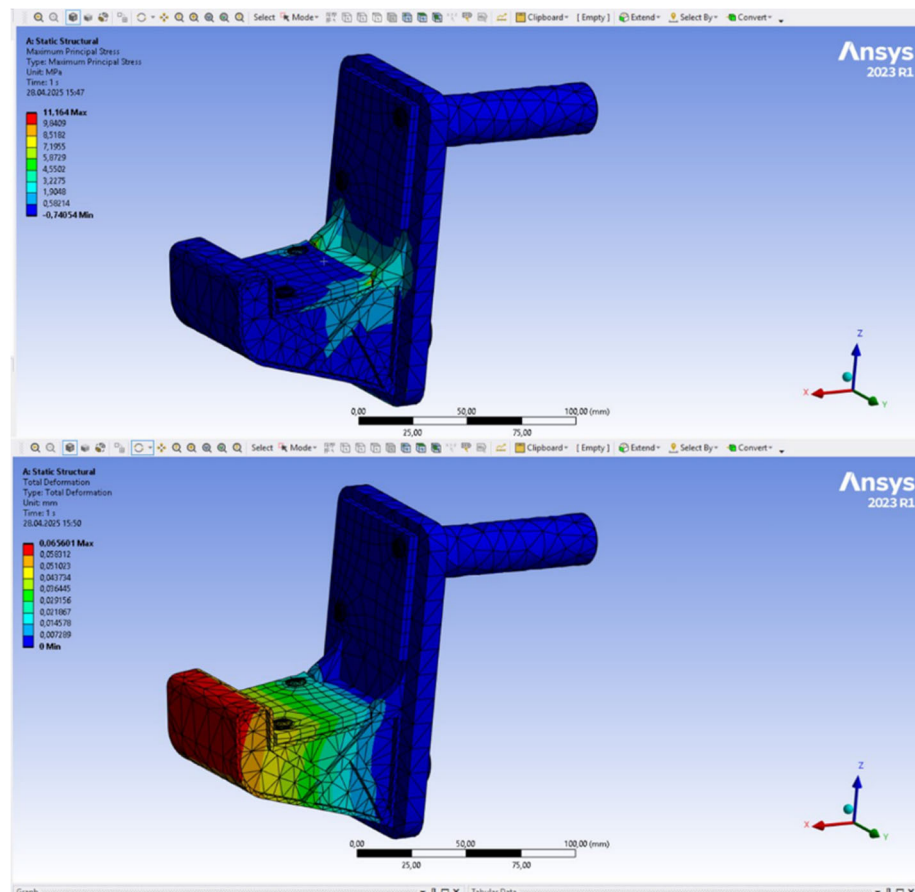 Select Mode Clipboard [Empty] Extend Select By Convert
A: Static Structural
Maximum Principal Stress
Type: Maximum Principal Stress
Unit: MPa
Time: 1 s
28.04.2025 15:47
11,164 Max
9,8409
8,5182
7,1955
5,8729
4,5502
3,2275
1,9048
0,58214
-0,74054 Min
Ansys
2023 R1
Z
X
Y
0,00 50,00 100,00 (mm)
25,00 75,00
Select Mode Clipboard [Empty] Extend Select By Convert
A: Static Structural
Total Deformation
Type: Total Deformation
Unit: mm
Time: 1 s
28.04.2025 15:50
0,065601 Max
0,058312
0,051023
0,043734
0,036445
0,029156
0,021867
0,014578
0,007289
0 Min
Ansys
2023 R1
Z
X
Y
0,00 50,00 100,00 (mm)
25,00 75,00
Graph Tabular Data